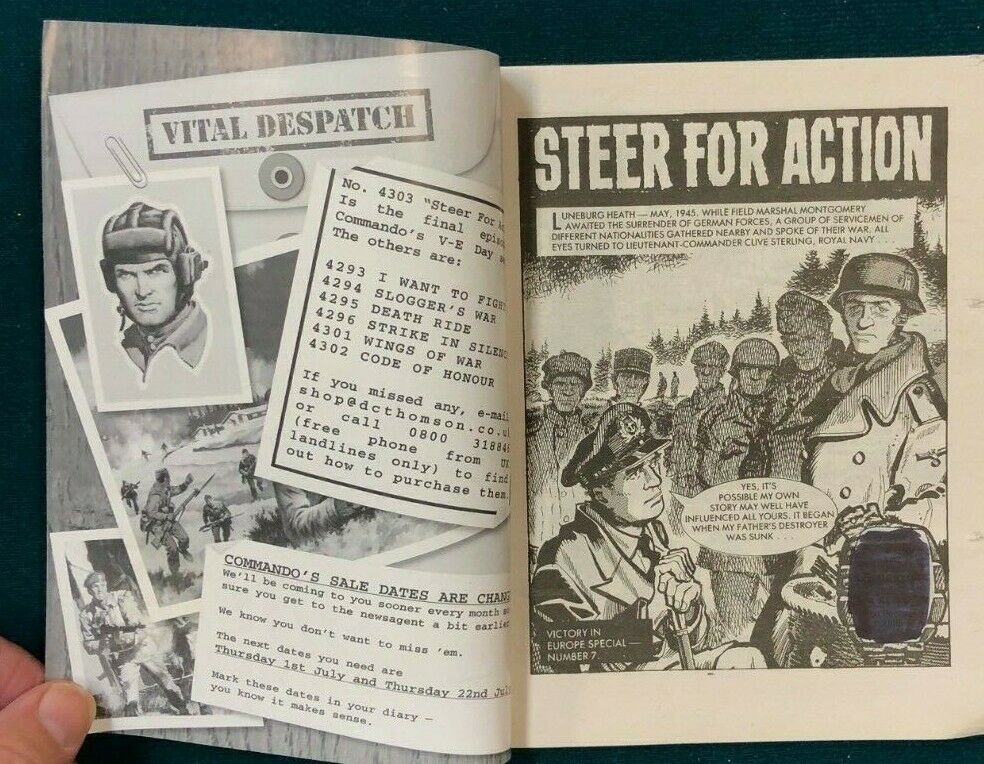 VITAL DESPATCH
No. 4303 "Steer For
Is the final
Commando's V-E Day
The others are:
4293 I WANT TO
4294 SLOGGER'S WAR
4295 DEATH RIDE
4296 STRIKE IN
4301 WINGS OF WAR
4302 CODE OF HONOUR
If you missed any, e-mail
shop@dcthomson.co.u
or call 0800
(free phone from UK
landlines only) to find
out how to purchase them.
COMMANDO'S SALE DATES ARE
We'll be coming to you sooner every month so
sure you get to the newsagent a bit earlier
We know you don't want to miss 'em.
The next dates you need are
Thursday 1st July and Thursday 22nd
Mark these dates in your diary —
you know it makes sense.
STEER FOR ACTION
LUNEBURG HEATH — MAY, 1945. WHILE FIELD MARSHAL MONTGOMERY
AWAITED THE SURRENDER OF GERMAN FORCES, A GROUP OF SERVICEMEN OF
DIFFERENT NATIONALITIES GATHERED NEARBY AND SPOKE OF THEIR WAR. ALL
EYES TURNED TO LIEUTENANT-COMMANDER CLIVE STERLING, ROYAL NAVY . . .
YES, IT'S
POSSIBLE MY OWN
STORY MAY WELL HAVE
INFLUENCED ALL YOURS. IT BEGAN
WHEN MY FATHER'S DESTROYER
WAS SUNK . . .
VICTORY IN
EUROPE SPECIAL —
NUMBER 7.